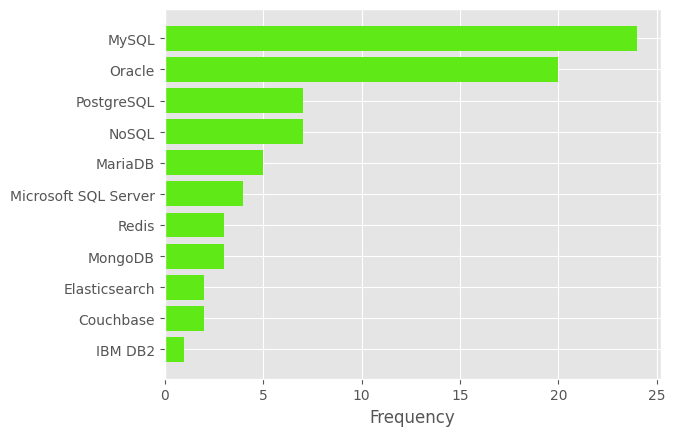 MySQL
Oracle
PostgreSQL
NoSQL
MariaDB
Microsoft SQL Server
Redis
MongoDB
Elasticsearch
Couchbase
IBM DB2
0 5 10 15 20 25
Frequency